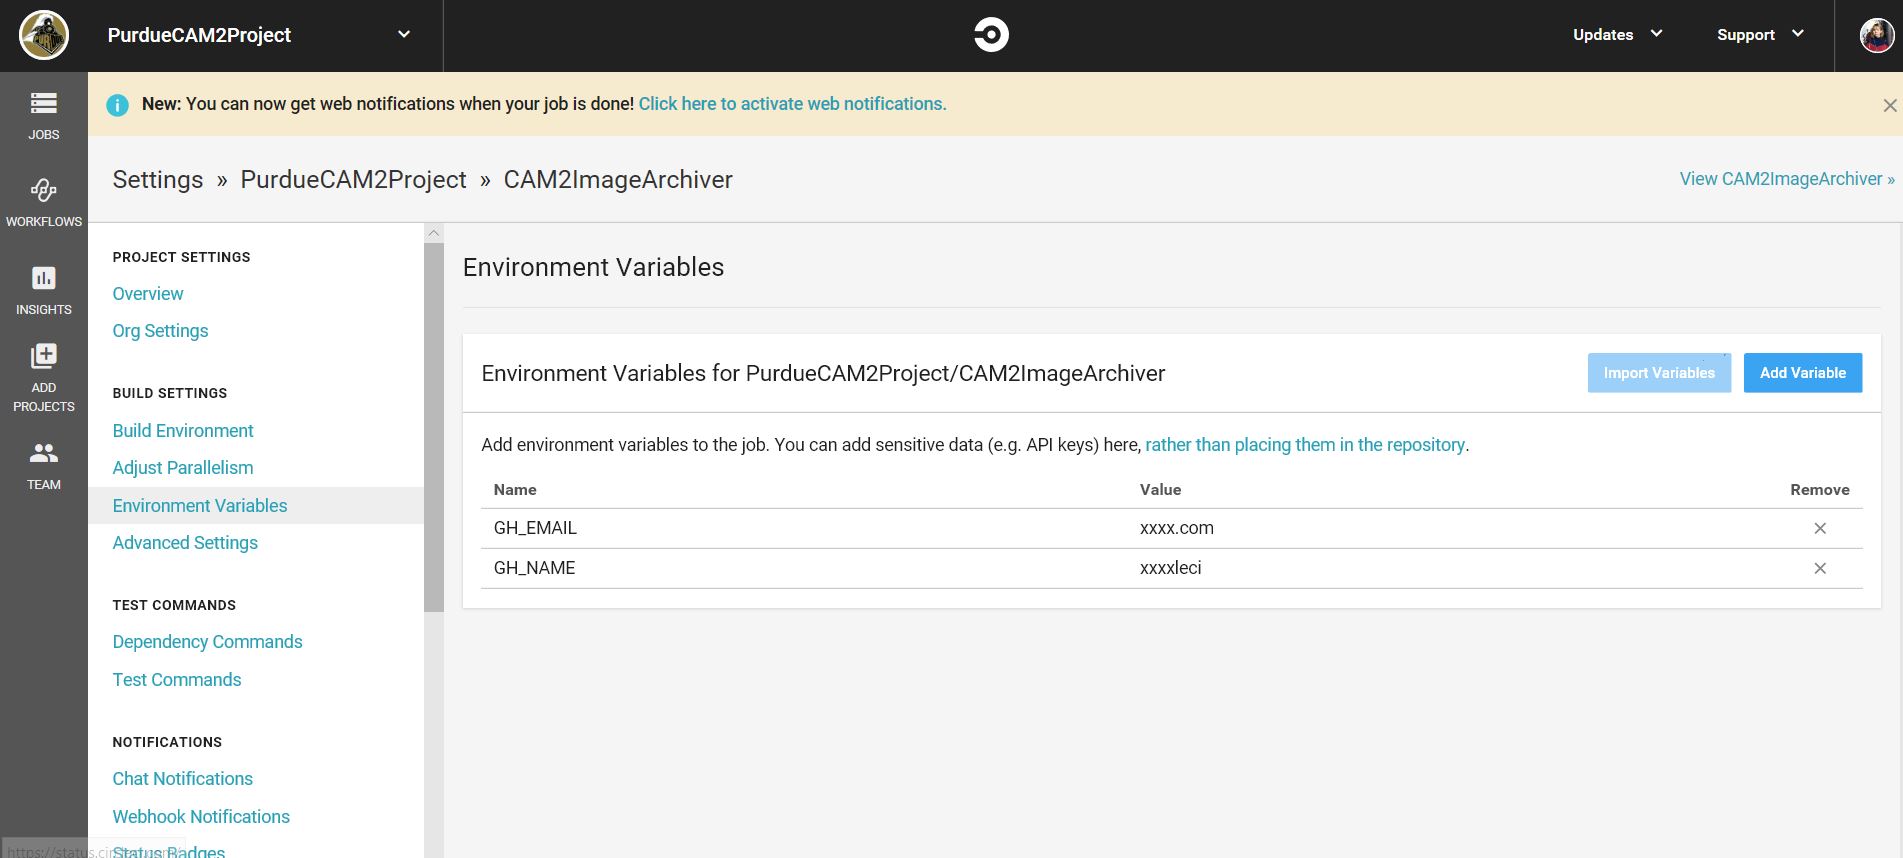 PurdueCAM2Project
Updates
Support
New: You can now get web notifications when your job is done! Click here to activate web notifications.
JOBS
WORKFLOWS
INSIGHTS
ADD
PROJECTS
TEAM
Settings » PurdueCAM2Project » CAM2ImageArchiver
View CAM2ImageArchiver »
PROJECT SETTINGS
Overview
Org Settings
BUILD SETTINGS
Build Environment
Adjust Parallelism
Environment Variables
Advanced Settings
TEST COMMANDS
Dependency Commands
Test Commands
NOTIFICATIONS
Chat Notifications
Webhook Notifications
Status Badges
Environment Variables
Environment Variables for PurdueCAM2Project/CAM2ImageArchiver
Import Variables
Add Variable
Add environment variables to the job. You can add sensitive data (e.g. API keys) here, rather than placing them in the repository.
Name Value Remove
GH_EMAIL xxxx.com
GH_NAME xxxxleci